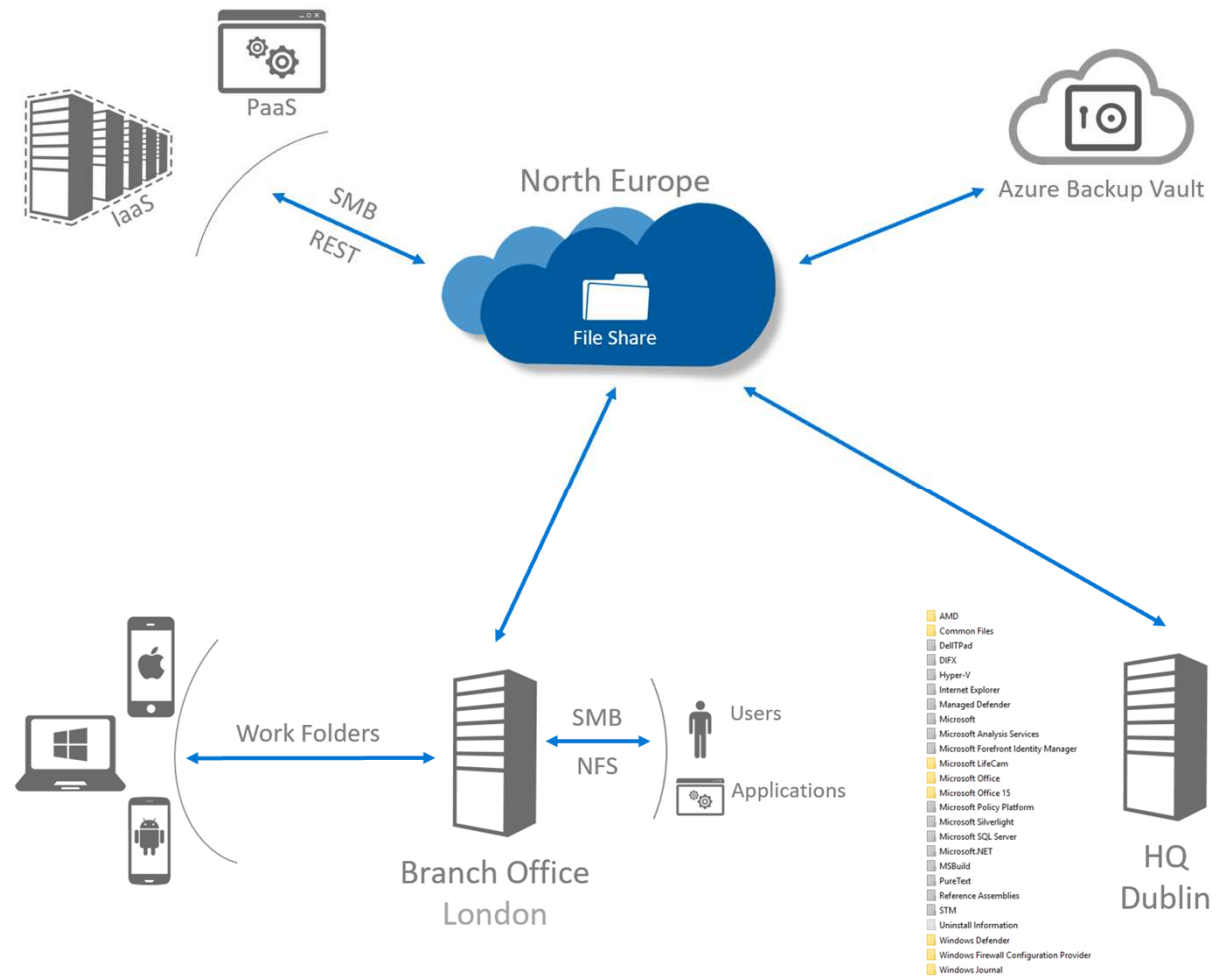 PaaS
IaaS
SMB
REST
North Europe
File Share
Azure Backup Vault
Work Folders
SMB
NFS
Users
Applications
Branch Office
London
AMD
Common Files
DellTPad
DIFX
Hyper-V
Internet Explorer
Managed Defender
Microsoft
Microsoft Analysis Services
Microsoft Forefront Identity Manager
Microsoft LifeCam
Microsoft Office
Microsoft Office 15
Microsoft Policy Platform
Microsoft Silverlight
Microsoft SQL Server
Microsoft.NET
MSBuild
PureText
Reference Assemblies
STM
Uninstall Information
Windows Defender
Windows Firewall Configuration Provider
Windows Journal
HQ
Dublin